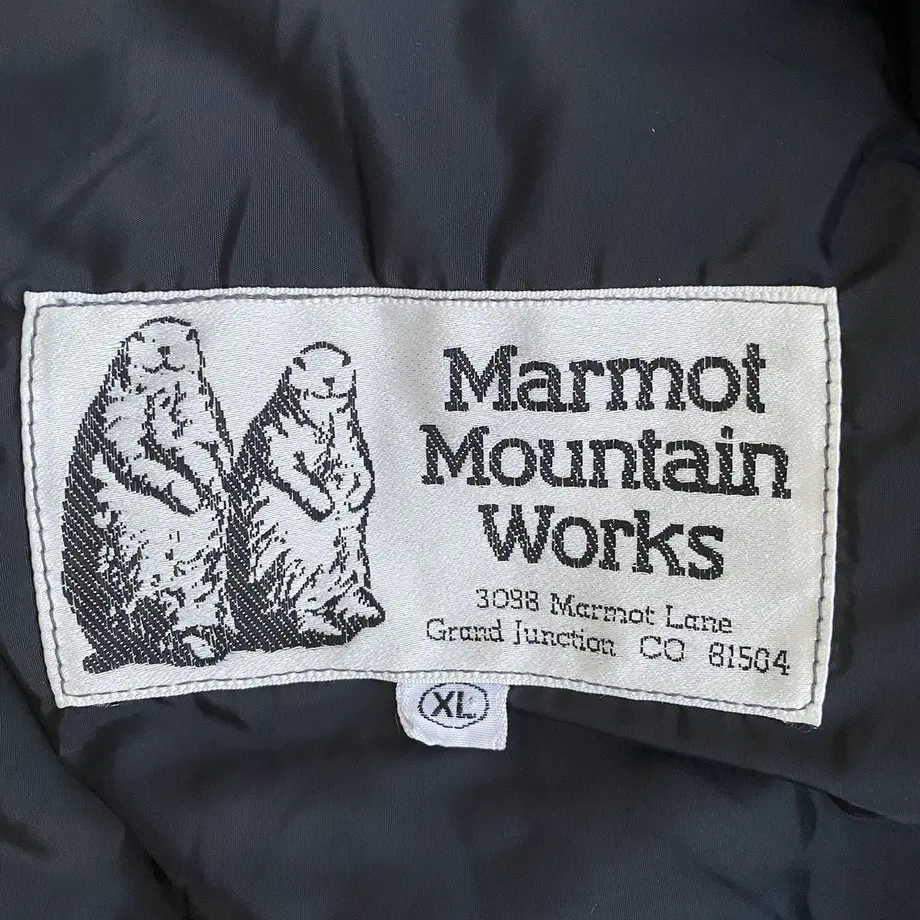 Marmot
Mountain
Works
3098 Marmot Lane
Grand Junction CO 81504
XL